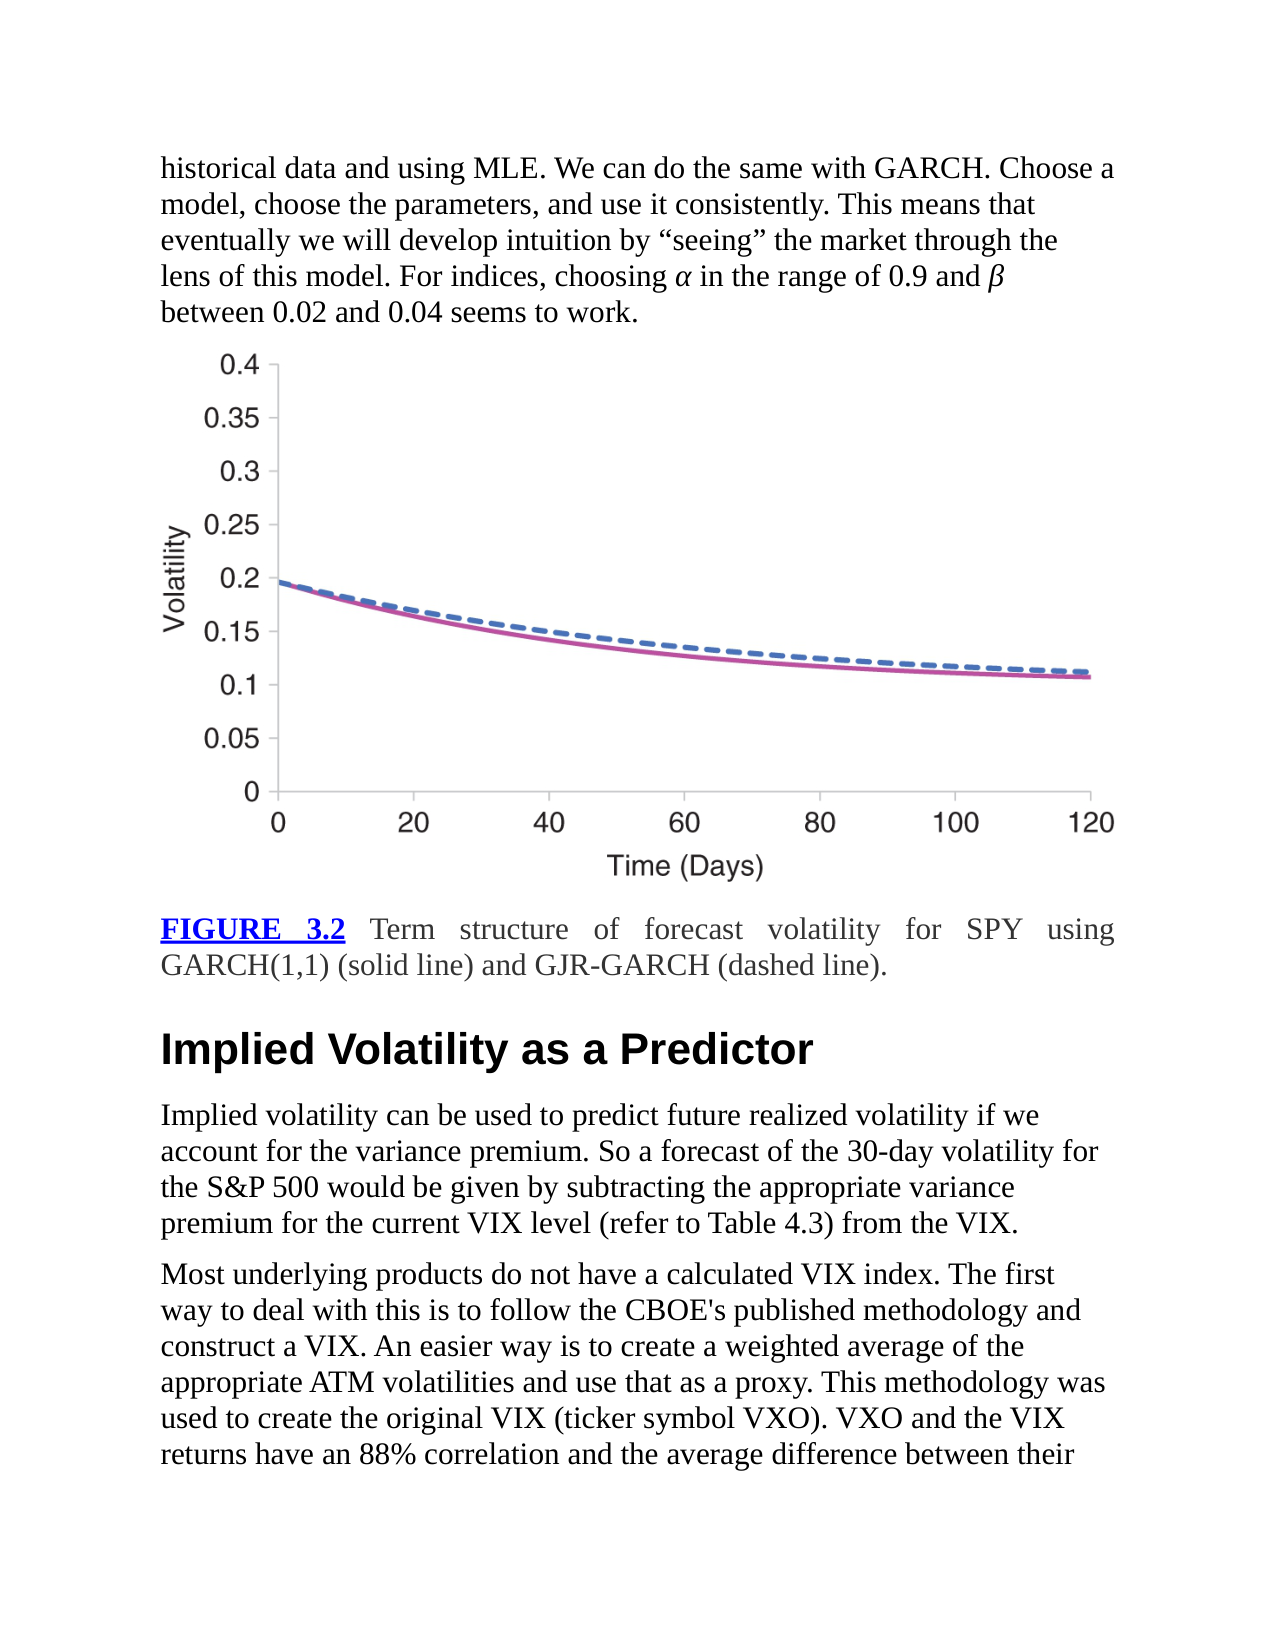 historical data and using MLE. We can do the same with GARCH. Choose a
model, choose the parameters, and use it consistently. This means that
eventually we will develop intuition by “seeing” the market through the
lens of this model. For indices, choosing α in the range of 0.9 and β
between 0.02 and 0.04 seems to work.
0.4
0.35
0.3
0.25
0.2
0.15
0.1
0.05
0
Volatility
0 20 40 60 80 100 120
Time (Days)
FIGURE 3.2 Term structure of forecast volatility for SPY using
GARCH(1,1) (solid line) and GJR-GARCH (dashed line).
Implied Volatility as a Predictor
Implied volatility can be used to predict future realized volatility if we
account for the variance premium. So a forecast of the 30-day volatility for
the S&P 500 would be given by subtracting the appropriate variance
premium for the current VIX level (refer to Table 4.3) from the VIX.
Most underlying products do not have a calculated VIX index. The first
way to deal with this is to follow the CBOE's published methodology and
construct a VIX. An easier way is to create a weighted average of the
appropriate ATM volatilities and use that as a proxy. This methodology was
used to create the original VIX (ticker symbol VXO). VXO and the VIX
returns have an 88% correlation and the average difference between their